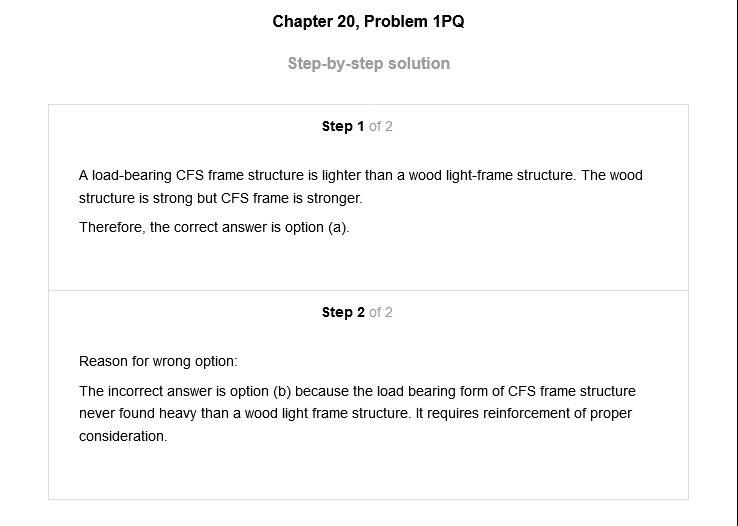 Chapter 20, Problem 1PQ
Step-by-step solution
Step 1 of 2
A load-bearing CFS frame structure is lighter than a wood light-frame structure. The wood
structure is strong but CFS frame is stronger.
Therefore, the correct answer is option (a).
Step 2 of 2
Reason for wrong option:
The incorrect answer is option (b) because the load bearing form of CFS frame structure
never found heavy than a wood light frame structure. It requires reinforcement of proper
consideration.